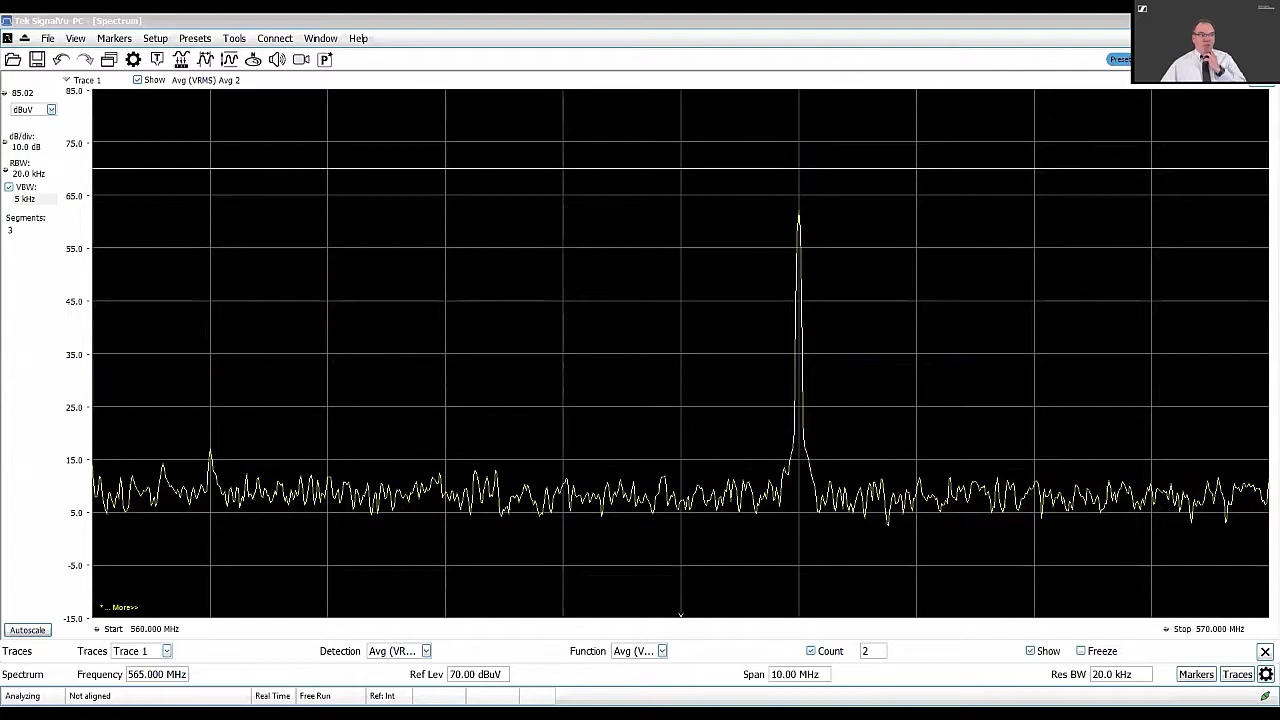 Tek SignalVu-PC - [Spectrum]
File View Markers Setup Presets Tools Connect Window Help
Preset
Trace 1 Show Avg (VRMS) Avg 2
85.02
dBuV
dB/div:
10.0 dB
RBW:
20.0 kHz
VBW:
5 kHz
Segments:
3
85.0
75.0
65.0
55.0
45.0
35.0
25.0
15.0
5.0
-5.0
-15.0
* ... More>>
Autoscale
Start 560.000 MHz
Stop 570.000 MHz
Traces Traces Trace 1 Detection Avg (VR... Function Avg (V... Count 2 Show Freeze
Spectrum Frequency 565.000 MHz Ref Lev 70.00 dBuV Span 10.00 MHz Res BW 20.0 kHz Markers Traces
Analyzing Not aligned Real Time Free Run Ref: Int